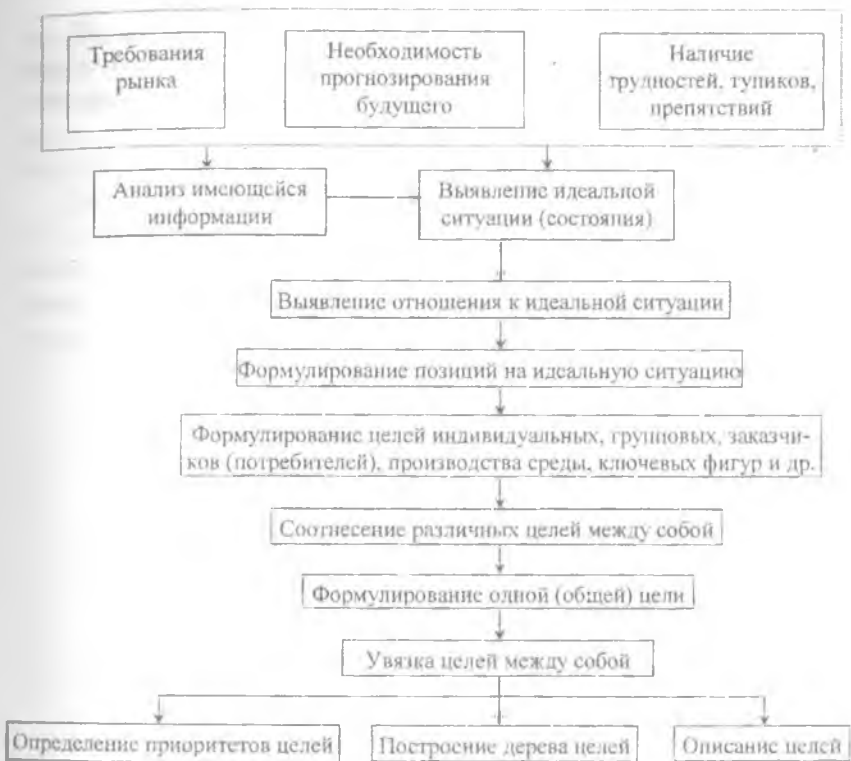 Требования
рынка
Необходимость
прогнозирования
будущего
Наличие
трудностей, тупиков,
препятствий
Анализ имеющейся
информации
Выявление идеальной
ситуации (состояния)
Выявление отношения к идеальной ситуации
Формулирование позиций на идеальную ситуацию
Формулирование целей индивидуальных, групповых, заказчи-
ков (потребителей), производства среды, ключевых фигур и др.
Соотнесение различных целей между собой
Формулирование одной (общей) цели
Увязка целей между собой
Определение приоритетов целей
Построение дерева целей
Описание целей